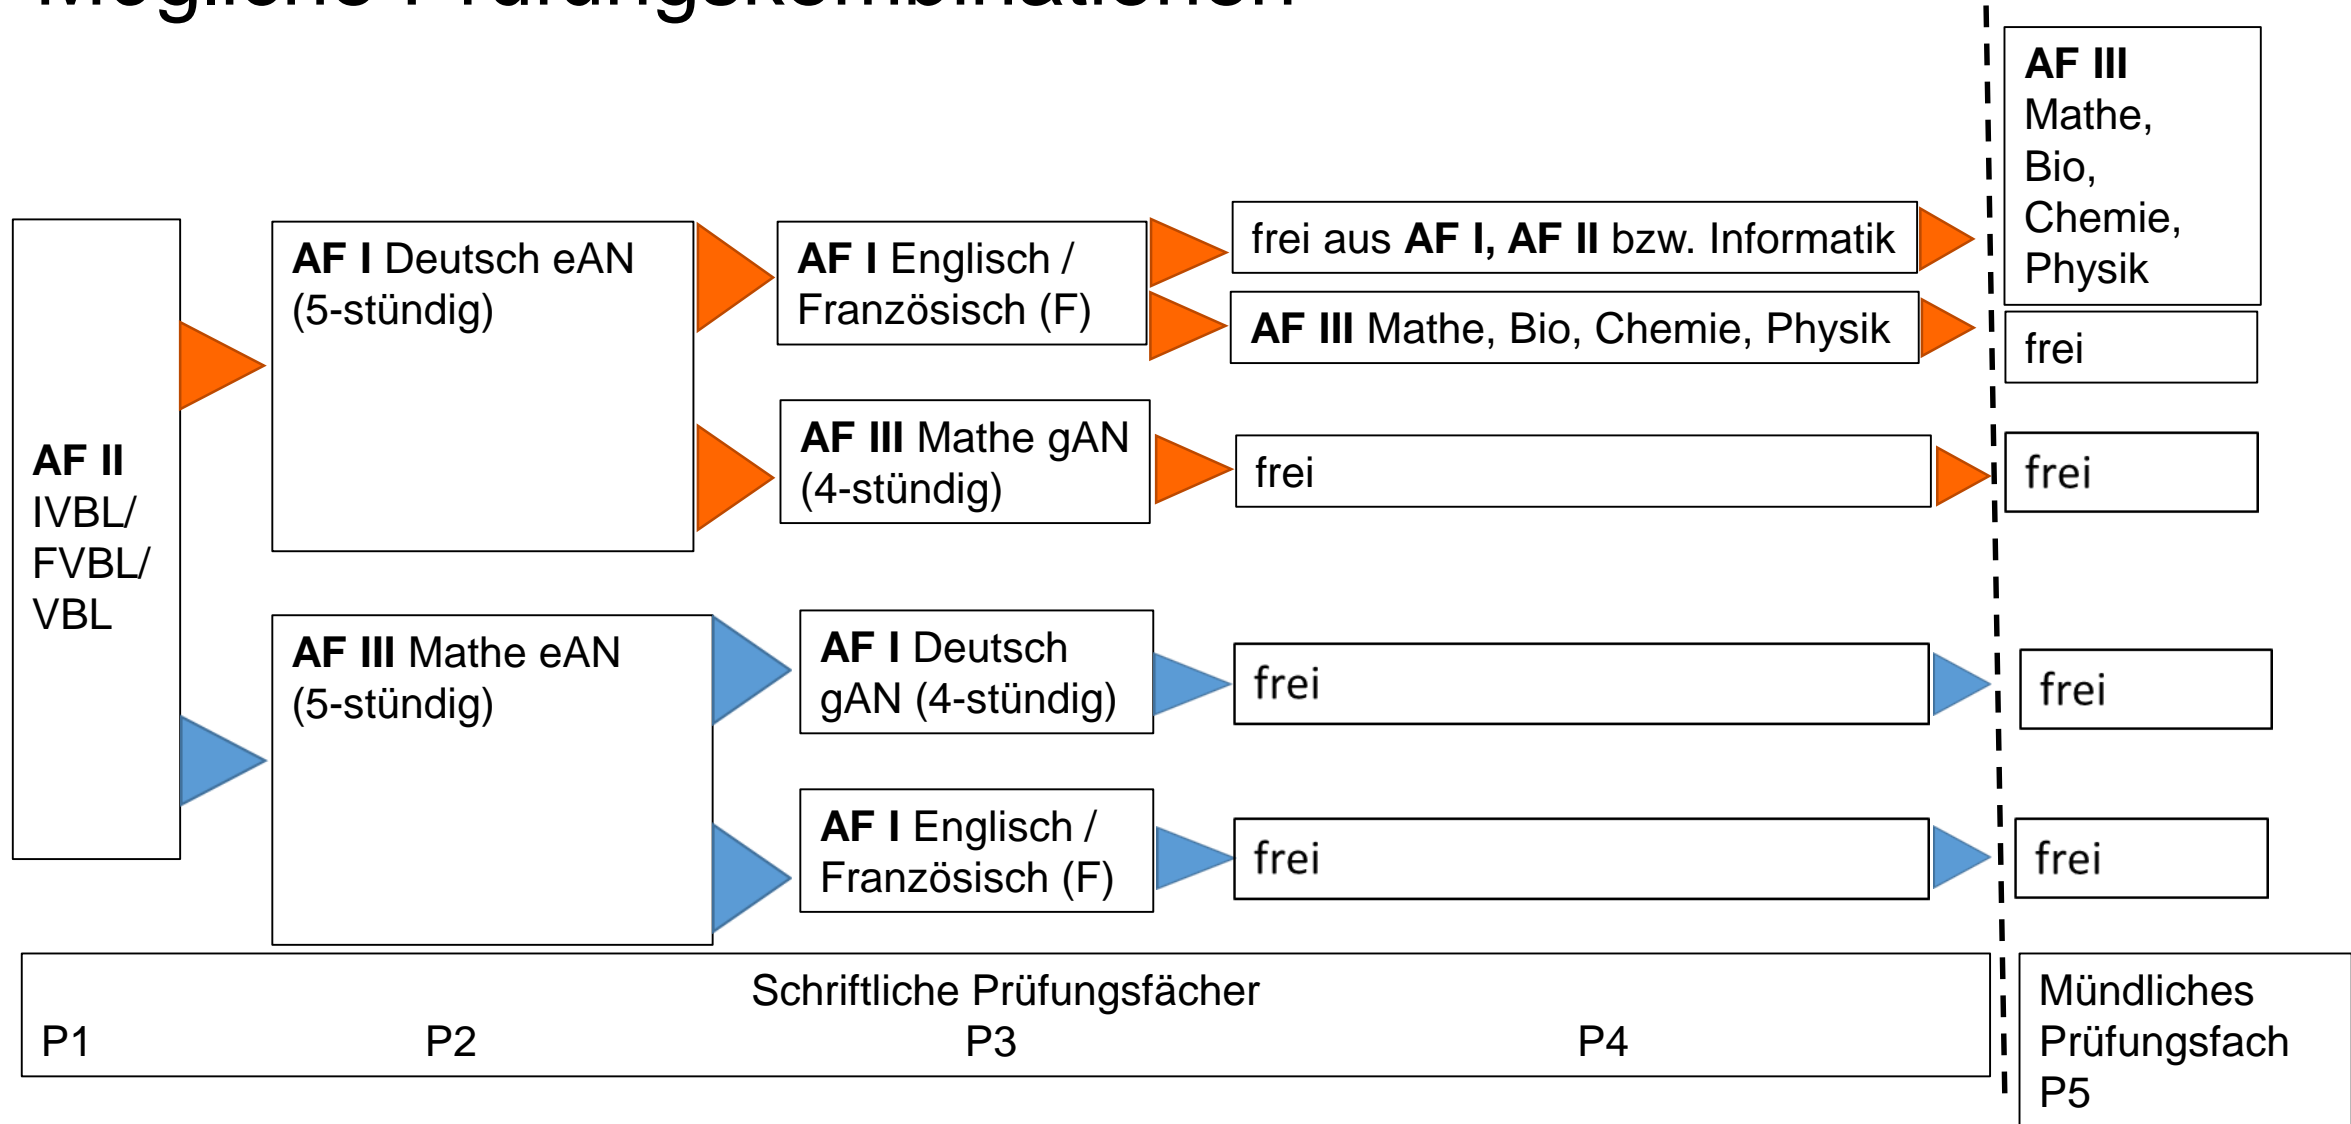 Mögliche Prüfungskombinationen
AF II
IVBL/
FVBL/
VBL
AF I Deutsch eAN
(5-stündig)
AF I Englisch /
Französisch (F)
frei aus AF I, AF II bzw. Informatik
AF III Mathe, Bio, Chemie, Physik
AF III
Mathe,
Bio,
Chemie,
Physik
frei
AF III Mathe gAN
(4-stündig)
frei
frei
AF III Mathe eAN
(5-stündig)
AF I Deutsch
gAN (4-stündig)
frei
frei
AF I Englisch /
Französisch (F)
frei
frei
Schriftliche Prüfungsfächer
P1 P2 P3 P4
Mündliches
Prüfungsfach
P5